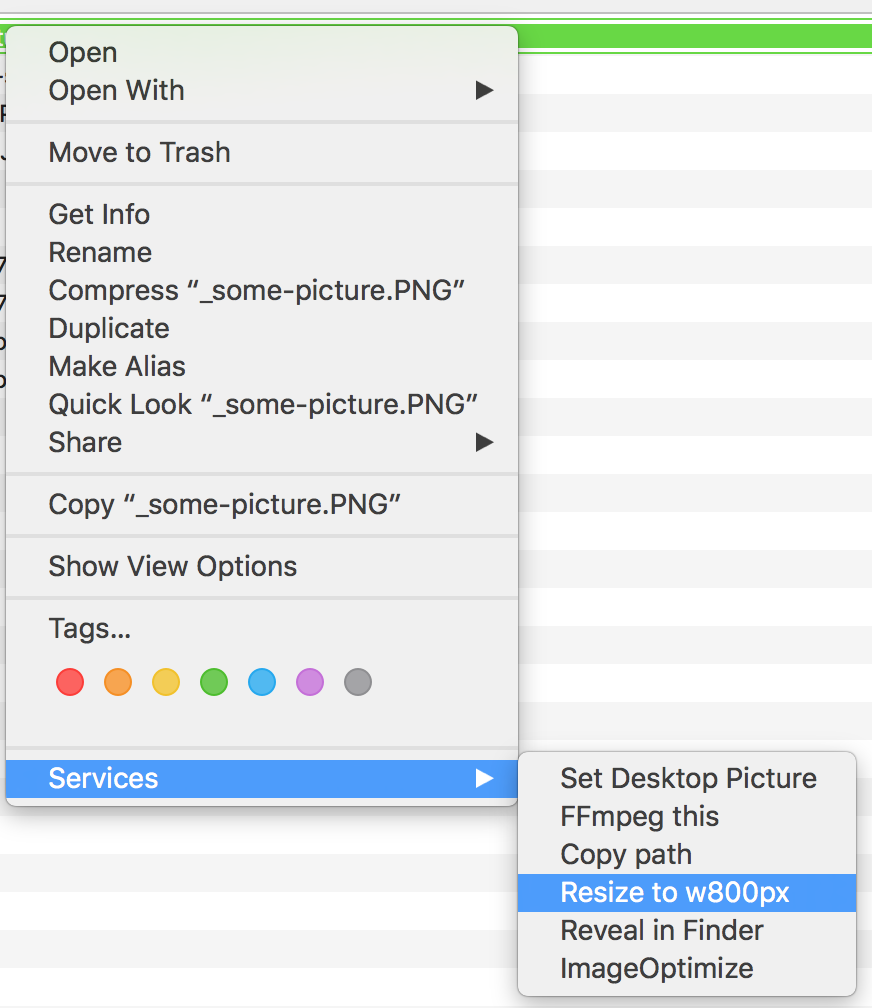 Open
Open With
Move to Trash
Get Info
Rename
Compress “_some-picture.PNG”
Duplicate
Make Alias
Quick Look “_some-picture.PNG”
Share
Copy “_some-picture.PNG”
Show View Options
Tags...
Services
Set Desktop Picture
FFmpeg this
Copy path
Resize to w800px
Reveal in Finder
ImageOptimize